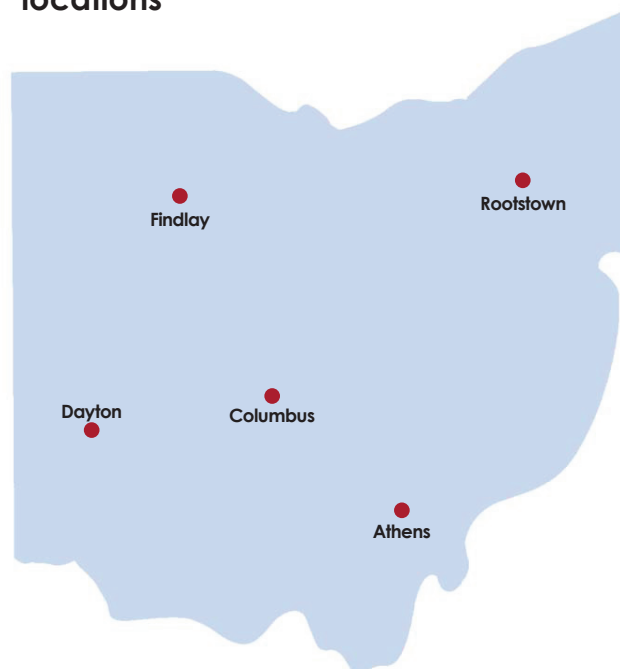 locations
Rootstown
Findlay
Dayton
Columbus
Athens